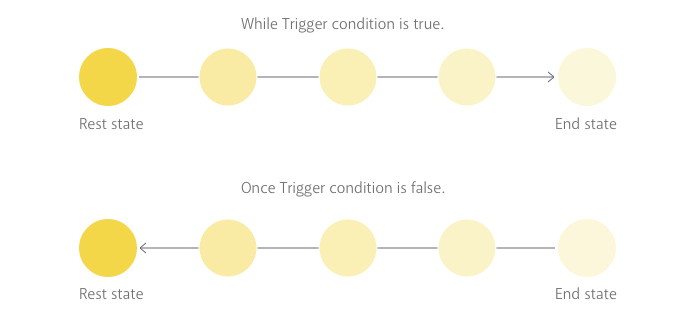 While Trigger condition is true.
Rest state
End state
Once Trigger condition is false.
Rest state
End state